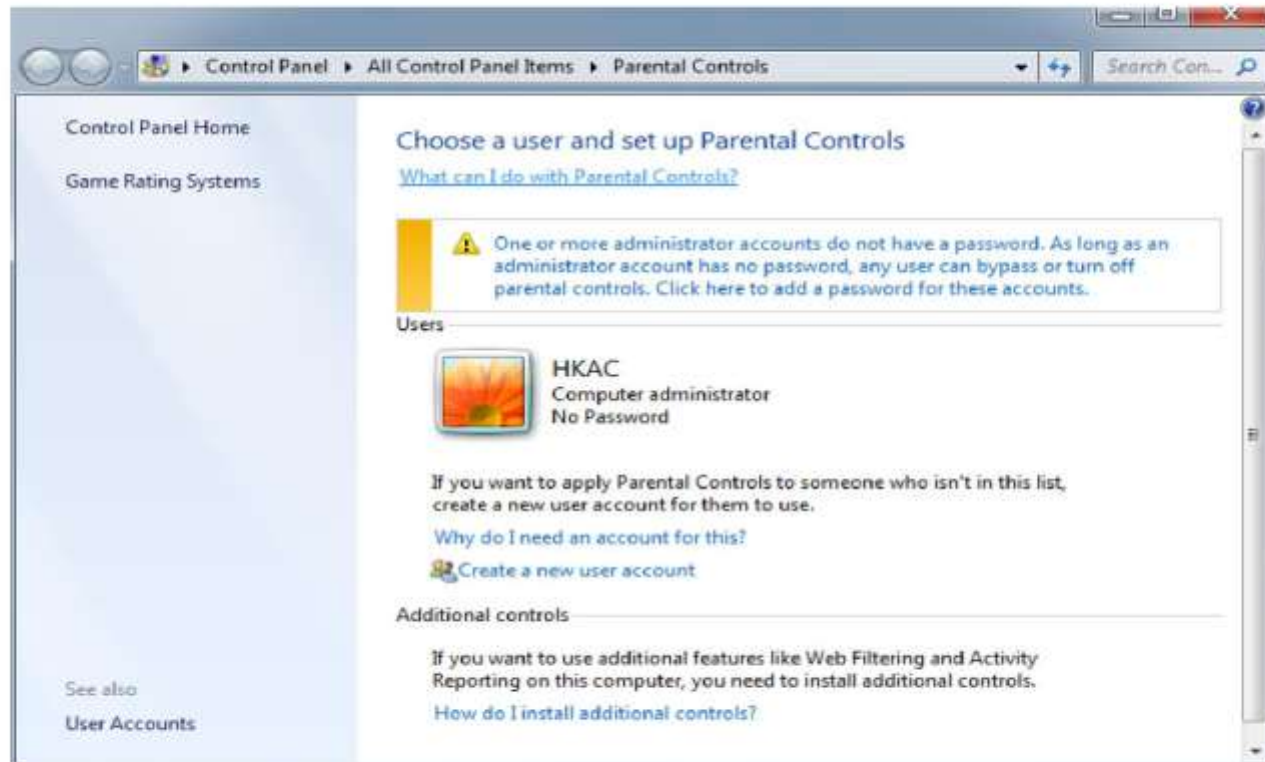 Control Panel ▸ All Control Panel Items ▸ Parental Controls
Search Con...
Control Panel Home
Game Rating Systems
Choose a user and set up Parental Controls
What can I do with Parental Controls?
One or more administrator accounts do not have a password. As long as an
administrator account has no password, any user can bypass or turn off
parental controls. Click here to add a password for these accounts.
Users
HKAC
Computer administrator
No Password
If you want to apply Parental Controls to someone who isn't in this list,
create a new user account for them to use.
Why do I need an account for this?
Create a new user account
Additional controls
If you want to use additional features like Web Filtering and Activity
Reporting on this computer, you need to install additional controls.
How do I install additional controls?
See also
User Accounts